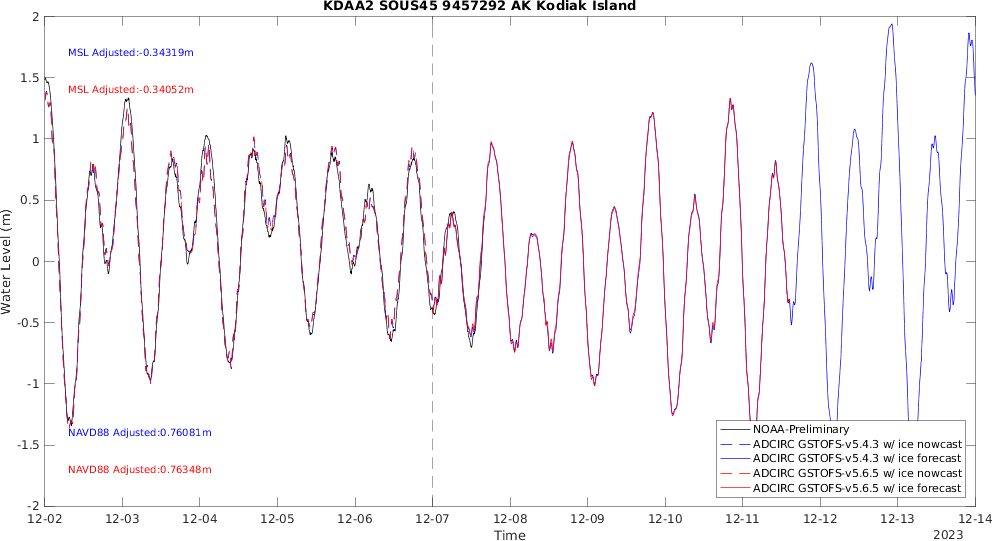 KDAA2 SOUS45 9457292 AK Kodiak Island
2
1.5
1
0.5
0
-0.5
-1
-1.5
-2
Water Level (m)
MSL Adjusted:-0.34319m
MSL Adjusted:-0.34052m
NAVD88 Adjusted:0.76081m
NAVD88 Adjusted:0.76348m
NOAA-Preliminary
ADCIRC GSTOFS-v5.4.3 w/ ice nowcast
ADCIRC GSTOFS-v5.4.3 w/ ice forecast
ADCIRC GSTOFS-v5.6.5 w/ ice nowcast
ADCIRC GSTOFS-v5.6.5 w/ ice forecast
12-02 12-03 12-04 12-05 12-06 12-07 12-08 12-09 12-10 12-11 12-12 12-13 12-14
Time
2023